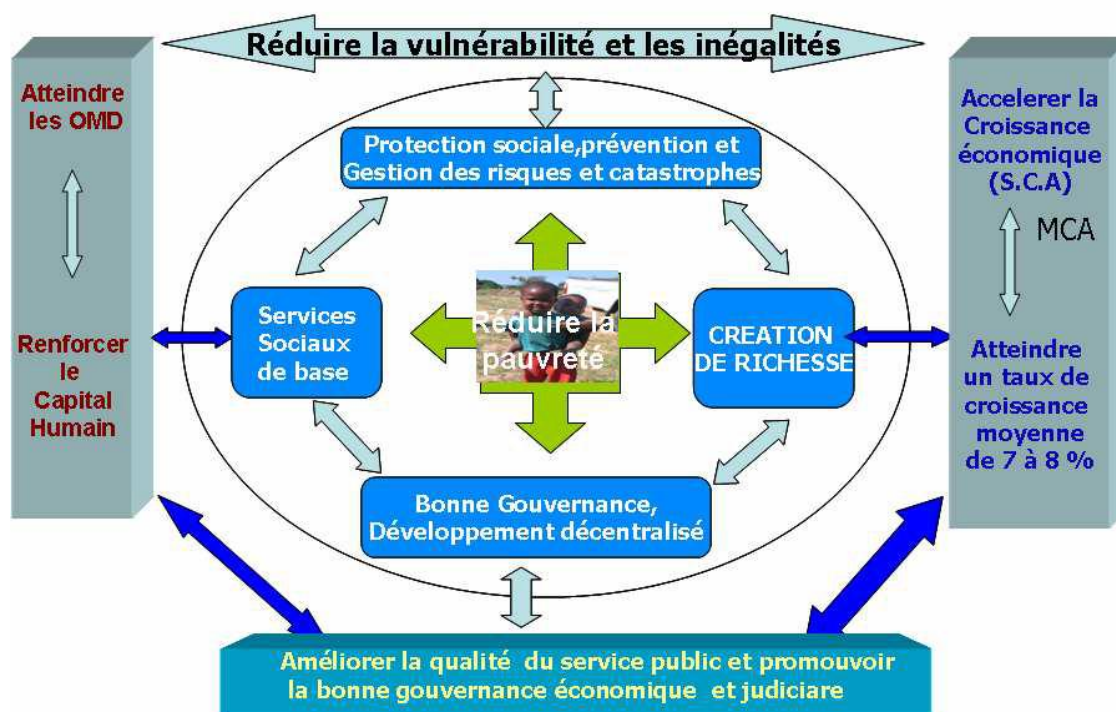 Réduire la vulnérabilité et les inégalités
Atteindre
les OMD
Renforcer
le
Capital
Humain
Protection sociale,prévention et
Gestion des risques et catastrophes
Services
Sociaux
de base
Réduire la
pauvreté
CREATION
DE RICHESSE
Bonne Gouvernance,
Développement décentralisé
Accelerer la
Croissance
économique
(S.C.A)
MCA
Atteindre
un taux de
croissance
moyenne
de 7 à 8 %
Améliorer la qualité du service public et promouvoir
la bonne gouvernance économique et judiciare